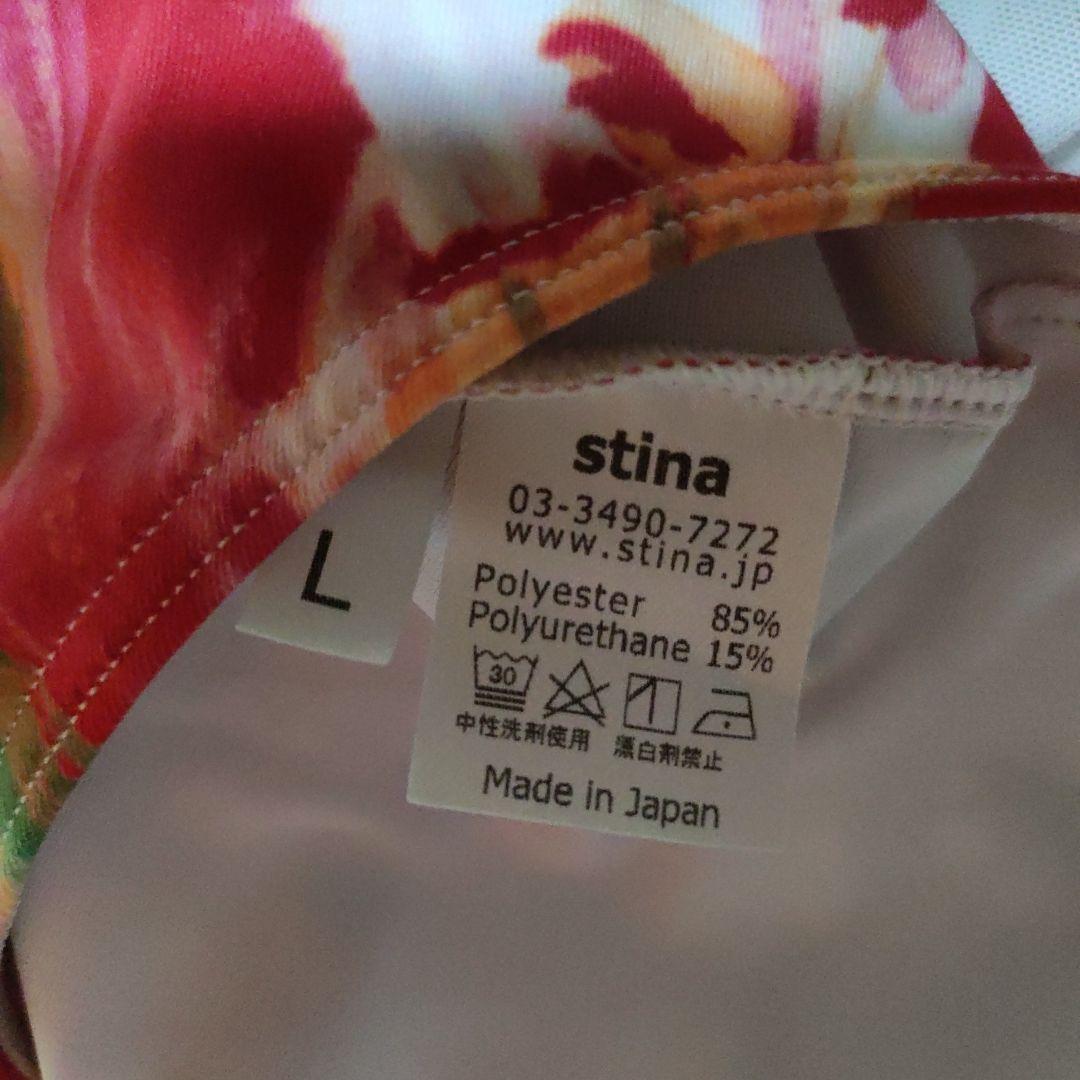 stina
03-3490-7272
www.stina.jp
Polyester 85%
Polyurethane 15%
30
中性洗剤使用 漂白剤禁止
Made in Japan
L